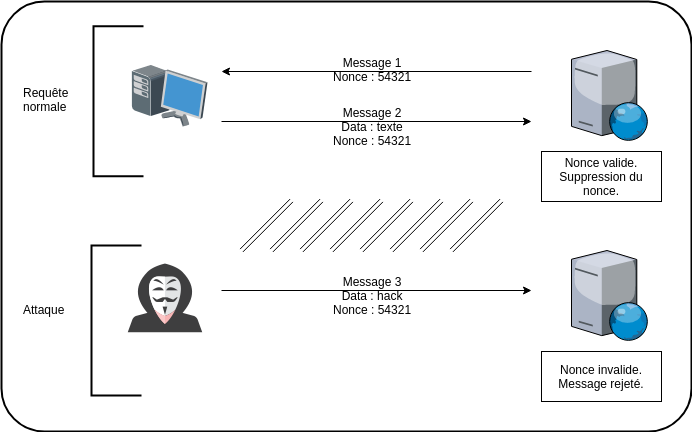 Message 1
Nonce : 54321
Requête
normale
Message 2
Data : texte
Nonce : 54321
Nonce valide.
Suppression du
nonce.
Message 3
Data : hack
Nonce : 54321
Attaque
Nonce invalide.
Message rejeté.